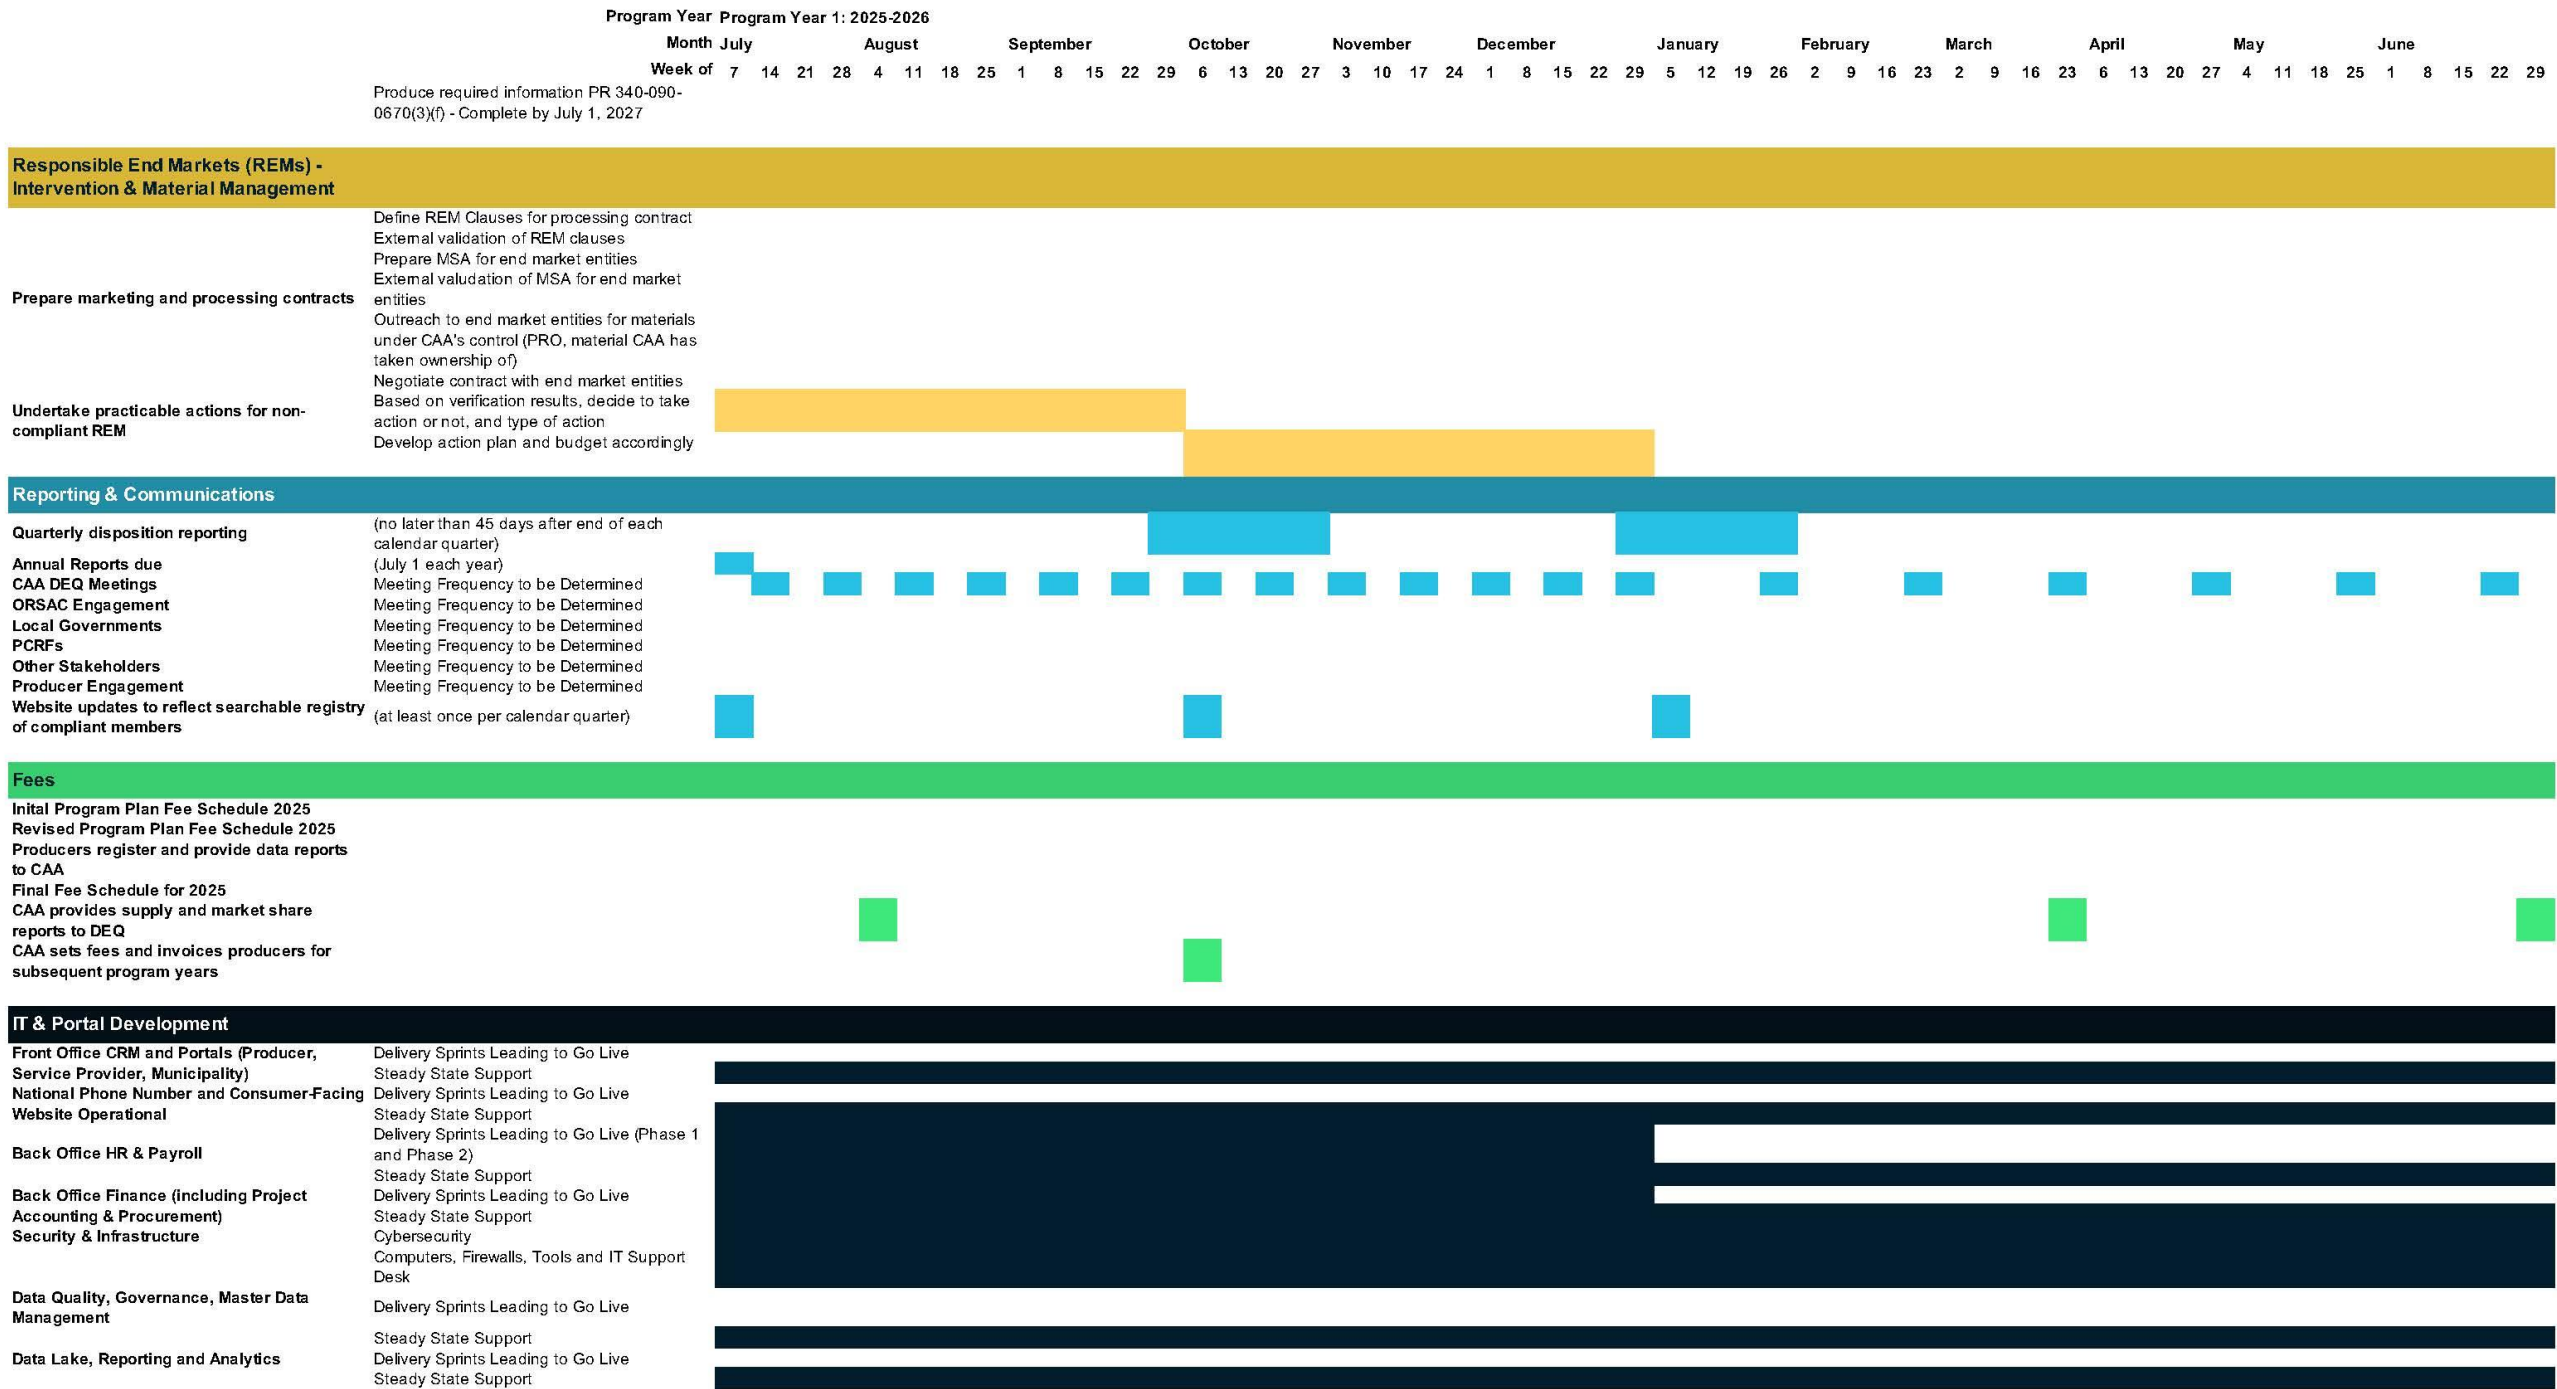 Program Year Program Year 1: 2025-2026
Month July August September October November December January February March April May June
Week of 7 14 21 28 4 11 18 25 1 8 15 22 29 6 13 20 27 3 10 17 24 1 8 15 22 29 5 12 19 26 2 9 16 23 2 9 16 23 6 13 20 27 4 11 18 25 1 8 15 22 29
Produce required information PR 340-090-
0670(3)(f) - Complete by July 1, 2027
Responsible End Markets (REMs) -
Intervention & Material Management
Prepare marketing and processing contracts
Define REM Clauses for processing contract
External validation of REM clauses
Prepare MSA for end market entities
External valudation of MSA for end market
entities
Outreach to end market entities for materials
under CAA's control (PRO, material CAA has
taken ownership of)
Negotiate contract with end market entities
Undertake practicable actions for non-
compliant REM
Based on verification results, decide to take
action or not, and type of action
Develop action plan and budget accordingly
Reporting & Communications
Quarterly disposition reporting
(no later than 45 days after end of each
calendar quarter)
Annual Reports due (July 1 each year)
CAA DEQ Meetings Meeting Frequency to be Determined
ORSAC Engagement Meeting Frequency to be Determined
Local Governments Meeting Frequency to be Determined
PCRFs Meeting Frequency to be Determined
Other Stakeholders Meeting Frequency to be Determined
Producer Engagement Meeting Frequency to be Determined
Website updates to reflect searchable registry
of compliant members
(at least once per calendar quarter)
Fees
Inital Program Plan Fee Schedule 2025
Revised Program Plan Fee Schedule 2025
Producers register and provide data reports
to CAA
Final Fee Schedule for 2025
CAA provides supply and market share
reports to DEQ
CAA sets fees and invoices producers for
subsequent program years
IT & Portal Development
Front Office CRM and Portals (Producer, Delivery Sprints Leading to Go Live
Service Provider, Municipality) Steady State Support
National Phone Number and Consumer-Facing Delivery Sprints Leading to Go Live
Website Operational Steady State Support
Back Office HR & Payroll
Delivery Sprints Leading to Go Live (Phase 1
and Phase 2)
Steady State Support
Back Office Finance (including Project Delivery Sprints Leading to Go Live
Accounting & Procurement) Steady State Support
Security & Infrastructure Cybersecurity
Computers, Firewalls, Tools and IT Support
Desk
Data Quality, Governance, Master Data
Management
Delivery Sprints Leading to Go Live
Steady State Support
Data Lake, Reporting and Analytics Delivery Sprints Leading to Go Live
Steady State Support